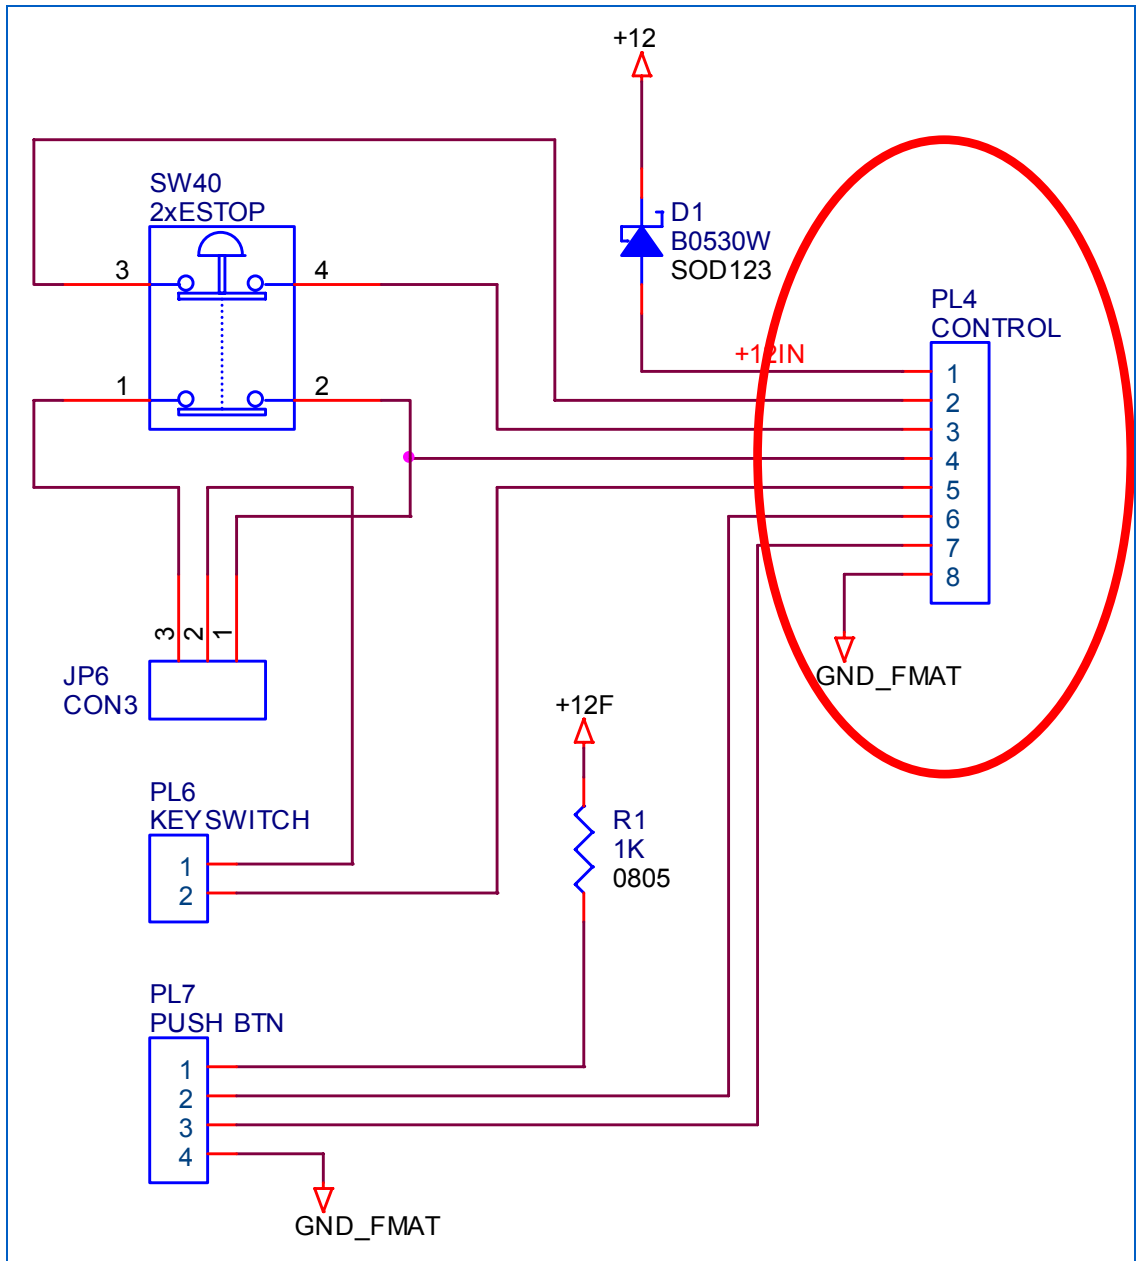 +12
SW40
2xESTOP
3
4
1
2
D1
B0530W
SOD123
+12IN
PL4
CONTROL
1
2
3
4
5
6
7
8
GND_FMAT
3
2
1
JP6
CON3
+12F
R1
1K
0805
PL6
KEYSWITCH
1
2
PL7
PUSH BTN
1
2
3
4
GND_FMAT